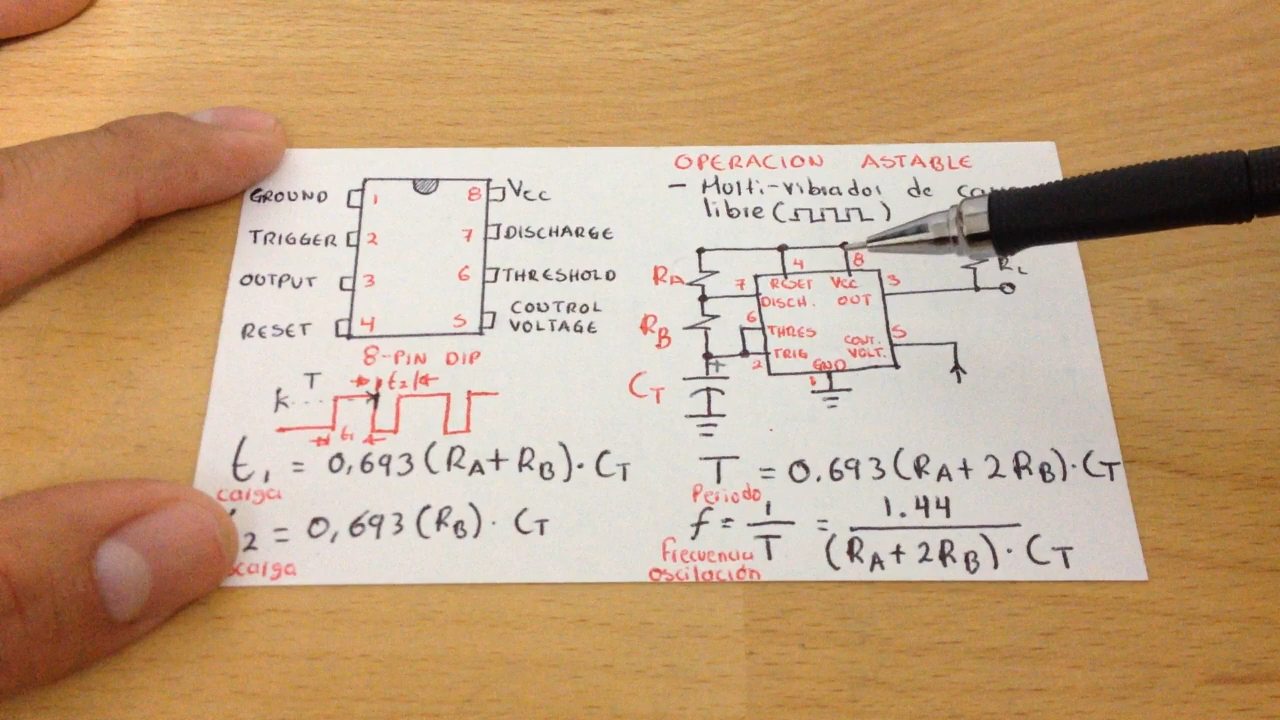 GROUND 1 8 VCC
TRIGGER 2 7 DISCHARGE
OUTPUT 3 6 THRESHOLD
RESET 4 5 CONTROL
VOLTAGE
8-PIN DIP
T t2
t1
t1 = 0,693(RA+RB)·CT
carga
2 = 0,693(RB)·CT
OPERACION ASTABLE
- Multi-vibrador de
libre ( )
RA
RB
CT
+
4 8
7 RESET VCC 3
DISCH. OUT
6 THRES 5
CONT.
2 TRIG VOLT.
GND
1
RL
T = 0.693(RA+2RB)·CT
Periodo
f = 1/T = 1.44/(RA+2RB)·CT
Frecuencia
oscilación